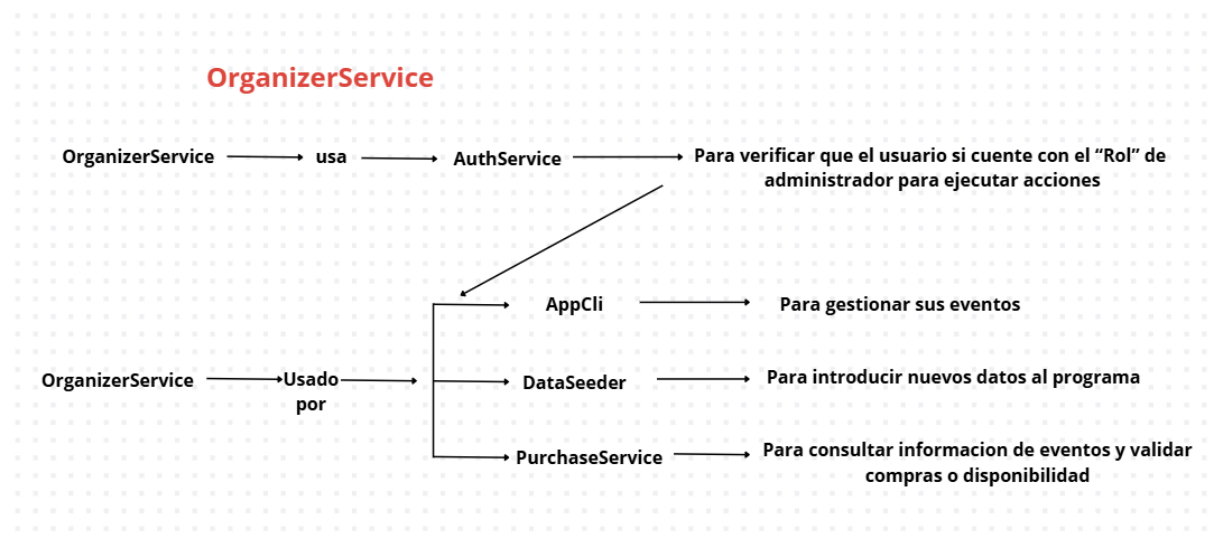 OrganizerService
OrganizerService usa AuthService Para verificar que el usuario si cuente con el “Rol” de
administrador para ejecutar acciones
AppCli Para gestionar sus eventos
OrganizerService Usado DataSeeder Para introducir nuevos datos al programa
por
PurchaseService Para consultar informacion de eventos y validar
compras o disponibilidad